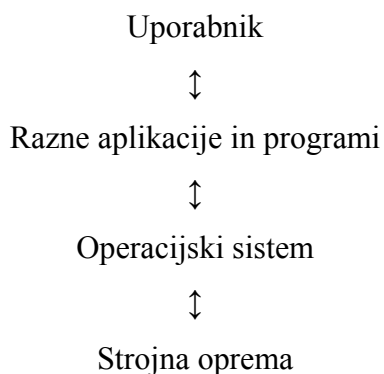 Uporabnik
↕
Razne aplikacije in programi
↕
Operacijski sistem
↕
Strojna oprema